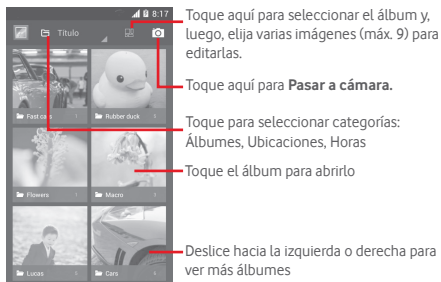 8:17
Título
Toque aquí para seleccionar el álbum y,
luego, elija varias imágenes (máx. 9) para
editarlas.
Toque aquí para Pasar a cámara.
Fast cars
Rubber duck
Toque para seleccionar categorías:
Álbumes, Ubicaciones, Horas
Toque el álbum para abrirlo
Flowers
Macro
Deslice hacia la izquierda o derecha para
ver más álbumes
Lucas
Cars